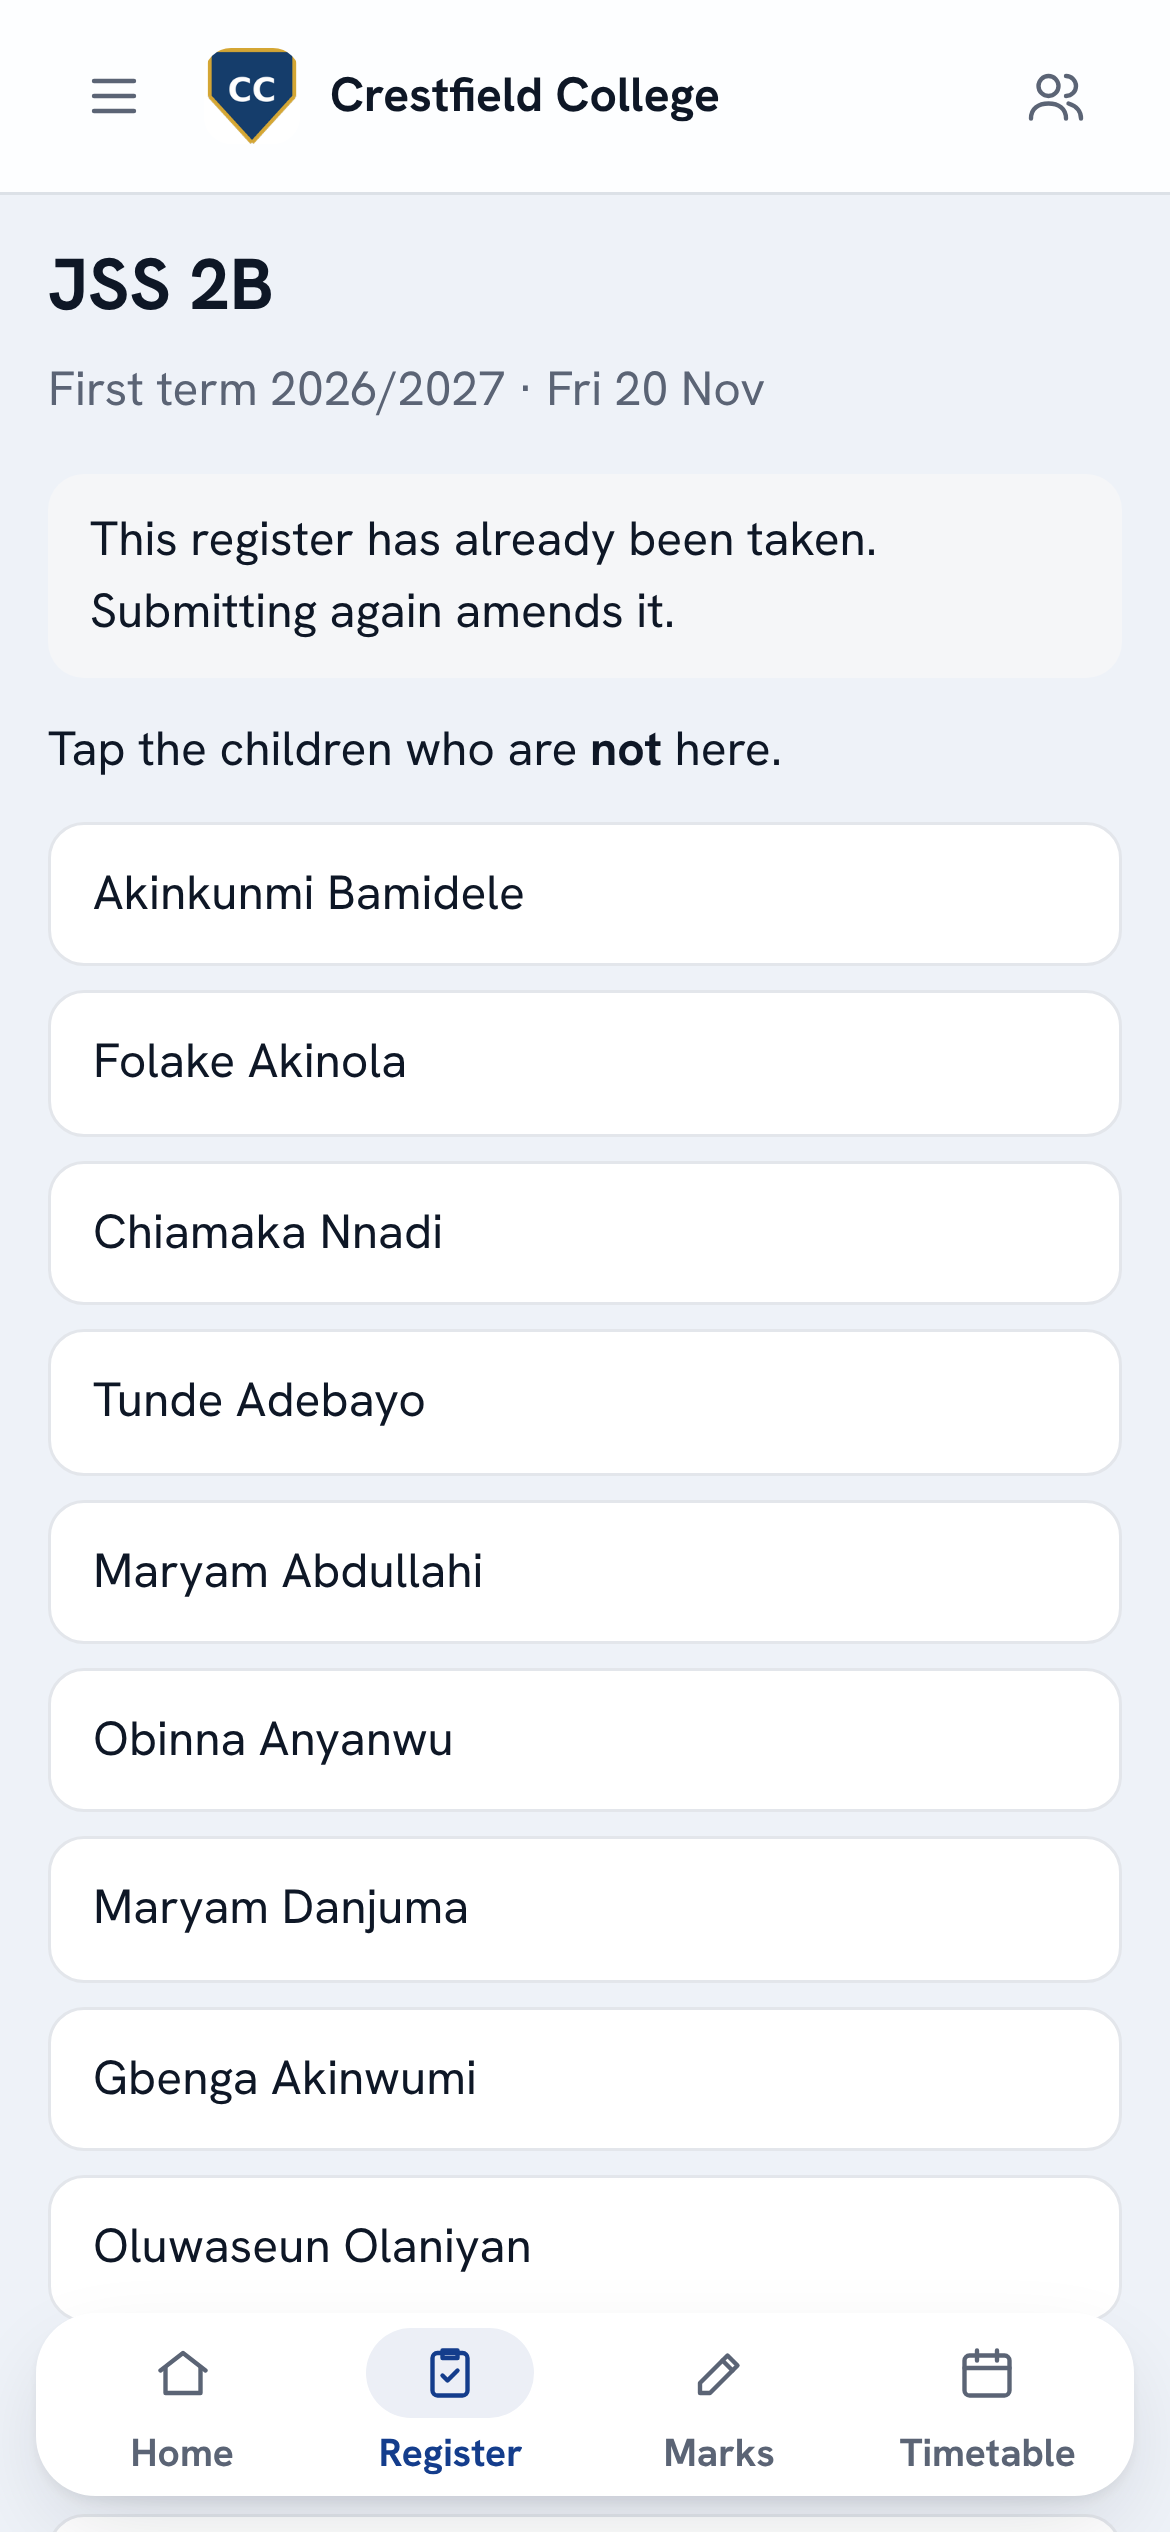 CC
Crestfield College
JSS 2B
First term 2026/2027 · Fri 20 Nov
This register has already been taken.
Submitting again amends it.
Tap the children who are not here.
Akinkunmi Bamidele
Folake Akinola
Chiamaka Nnadi
Tunde Adebayo
Maryam Abdullahi
Obinna Anyanwu
Maryam Danjuma
Gbenga Akinwumi
Oluwaseun Olaniyan
Home
Register
Marks
Timetable